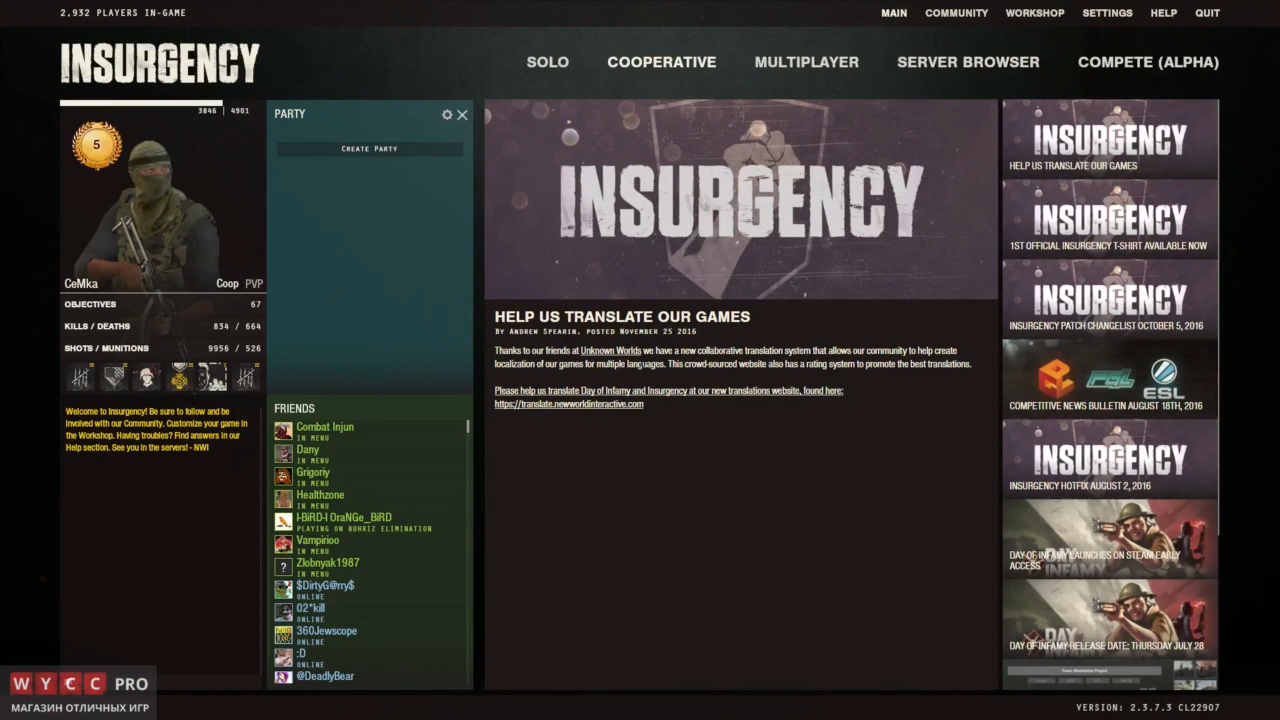 2,932 PLAYERS IN-GAME
MAIN COMMUNITY WORKSHOP SETTINGS HELP QUIT
INSURGENCY
SOLO COOPERATIVE MULTIPLAYER SERVER BROWSER COMPETE (ALPHA)
3846 | 4901
5
CeMka Coop PVP
OBJECTIVES 67
KILLS / DEATHS 834 / 664
SHOTS / MUNITIONS 9956 / 526
Welcome to Insurgency! Be sure to follow and be
involved with our Community. Customize your game in
the Workshop. Having troubles? Find answers in our
Help section. See you in the servers! - NWI
PARTY
CREATE PARTY
FRIENDS
Combat Injun
IN MENU
Dany
IN MENU
Grigoriy
IN MENU
Healthzone
IN MENU
I-BiRD-I OraNGe_BiRD
PLAYING ON BUHRIZ ELIMINATION
Vampirioo
IN MENU
?
Zlobnyak1987
IN MENU
$DirtyG@rry$
ONLINE
02*kill
ONLINE
360Jewscope
ONLINE
:D
ONLINE
@DeadlyBear
INSURGENCY
HELP US TRANSLATE OUR GAMES
BY ANDREW SPEARIN, POSTED NOVEMBER 25 2016
Thanks to our friends at Unknown Worlds we have a new collaborative translation system that allows our community to help create
localization of our games for multiple languages. This crowd-sourced website also has a rating system to promote the best translations.
Please help us translate Day of Infamy and Insurgency at our new translations website, found here:
https://translate.newworldinteractive.com
INSURGENCY
HELP US TRANSLATE OUR GAMES
INSURGENCY
1ST OFFICIAL INSURGENCY T-SHIRT AVAILABLE NOW
INSURGENCY
INSURGENCY PATCH CHANGELIST OCTOBER 5, 2016
ESL
COMPETITIVE NEWS BULLETIN AUGUST 18TH, 2016
INSURGENCY
INSURGENCY HOTFIX AUGUST 2, 2016
DAY OF INFAMY LAUNCHES ON STEAM EARLY
ACCESS
INFAMY
DAY
DAY OF INFAMY RELEASE DATE: THURSDAY JULY 28
WYCC PRO
МАГАЗИН ОТЛИЧНЫХ ИГР
VERSION: 2.3.7.3 CL22907